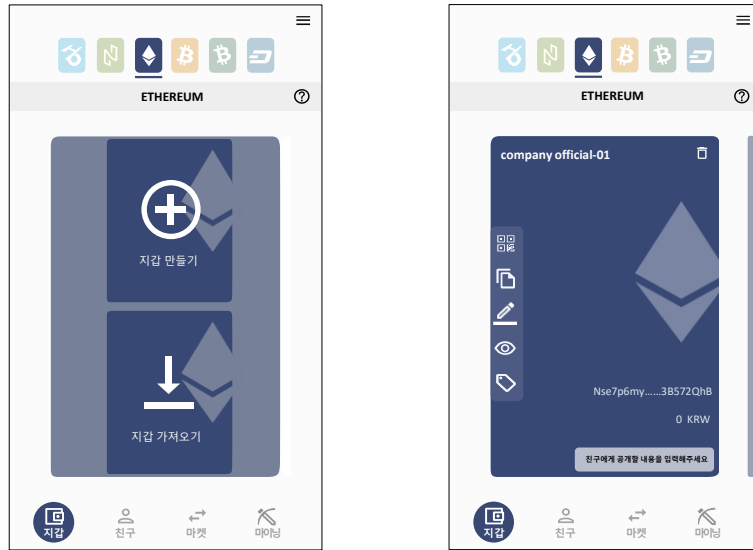 ETHEREUM
지갑 만들기
지갑 가져오기
지갑
친구
마켓
마이닝
ETHEREUM
company official-01
Nse7p6my......3B572QhB
0 KRW
친구에게 공개할 내용을 입력해주세요
지갑
친구
마켓
마이닝